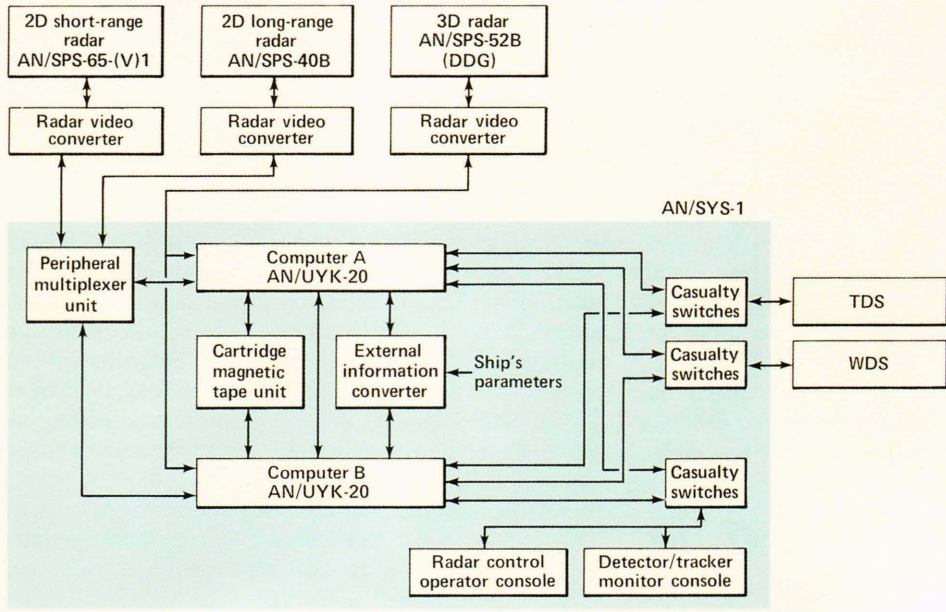 2D short-range
radar
AN/SPS-65-(V)1
2D long-range
radar
AN/SPS-40B
3D radar
AN/SPS-52B
(DDG)
Radar video
converter
Radar video
converter
Radar video
converter
AN/SYS-1
Peripheral
multiplexer
unit
Computer A
AN/UYK-20
Casualty
switches
TDS
Cartridge
magnetic
tape unit
External
information
converter
Ship's
parameters
Casualty
switches
WDS
Computer B
AN/UYK-20
Casualty
switches
Radar control
operator console
Detector/tracker
monitor console